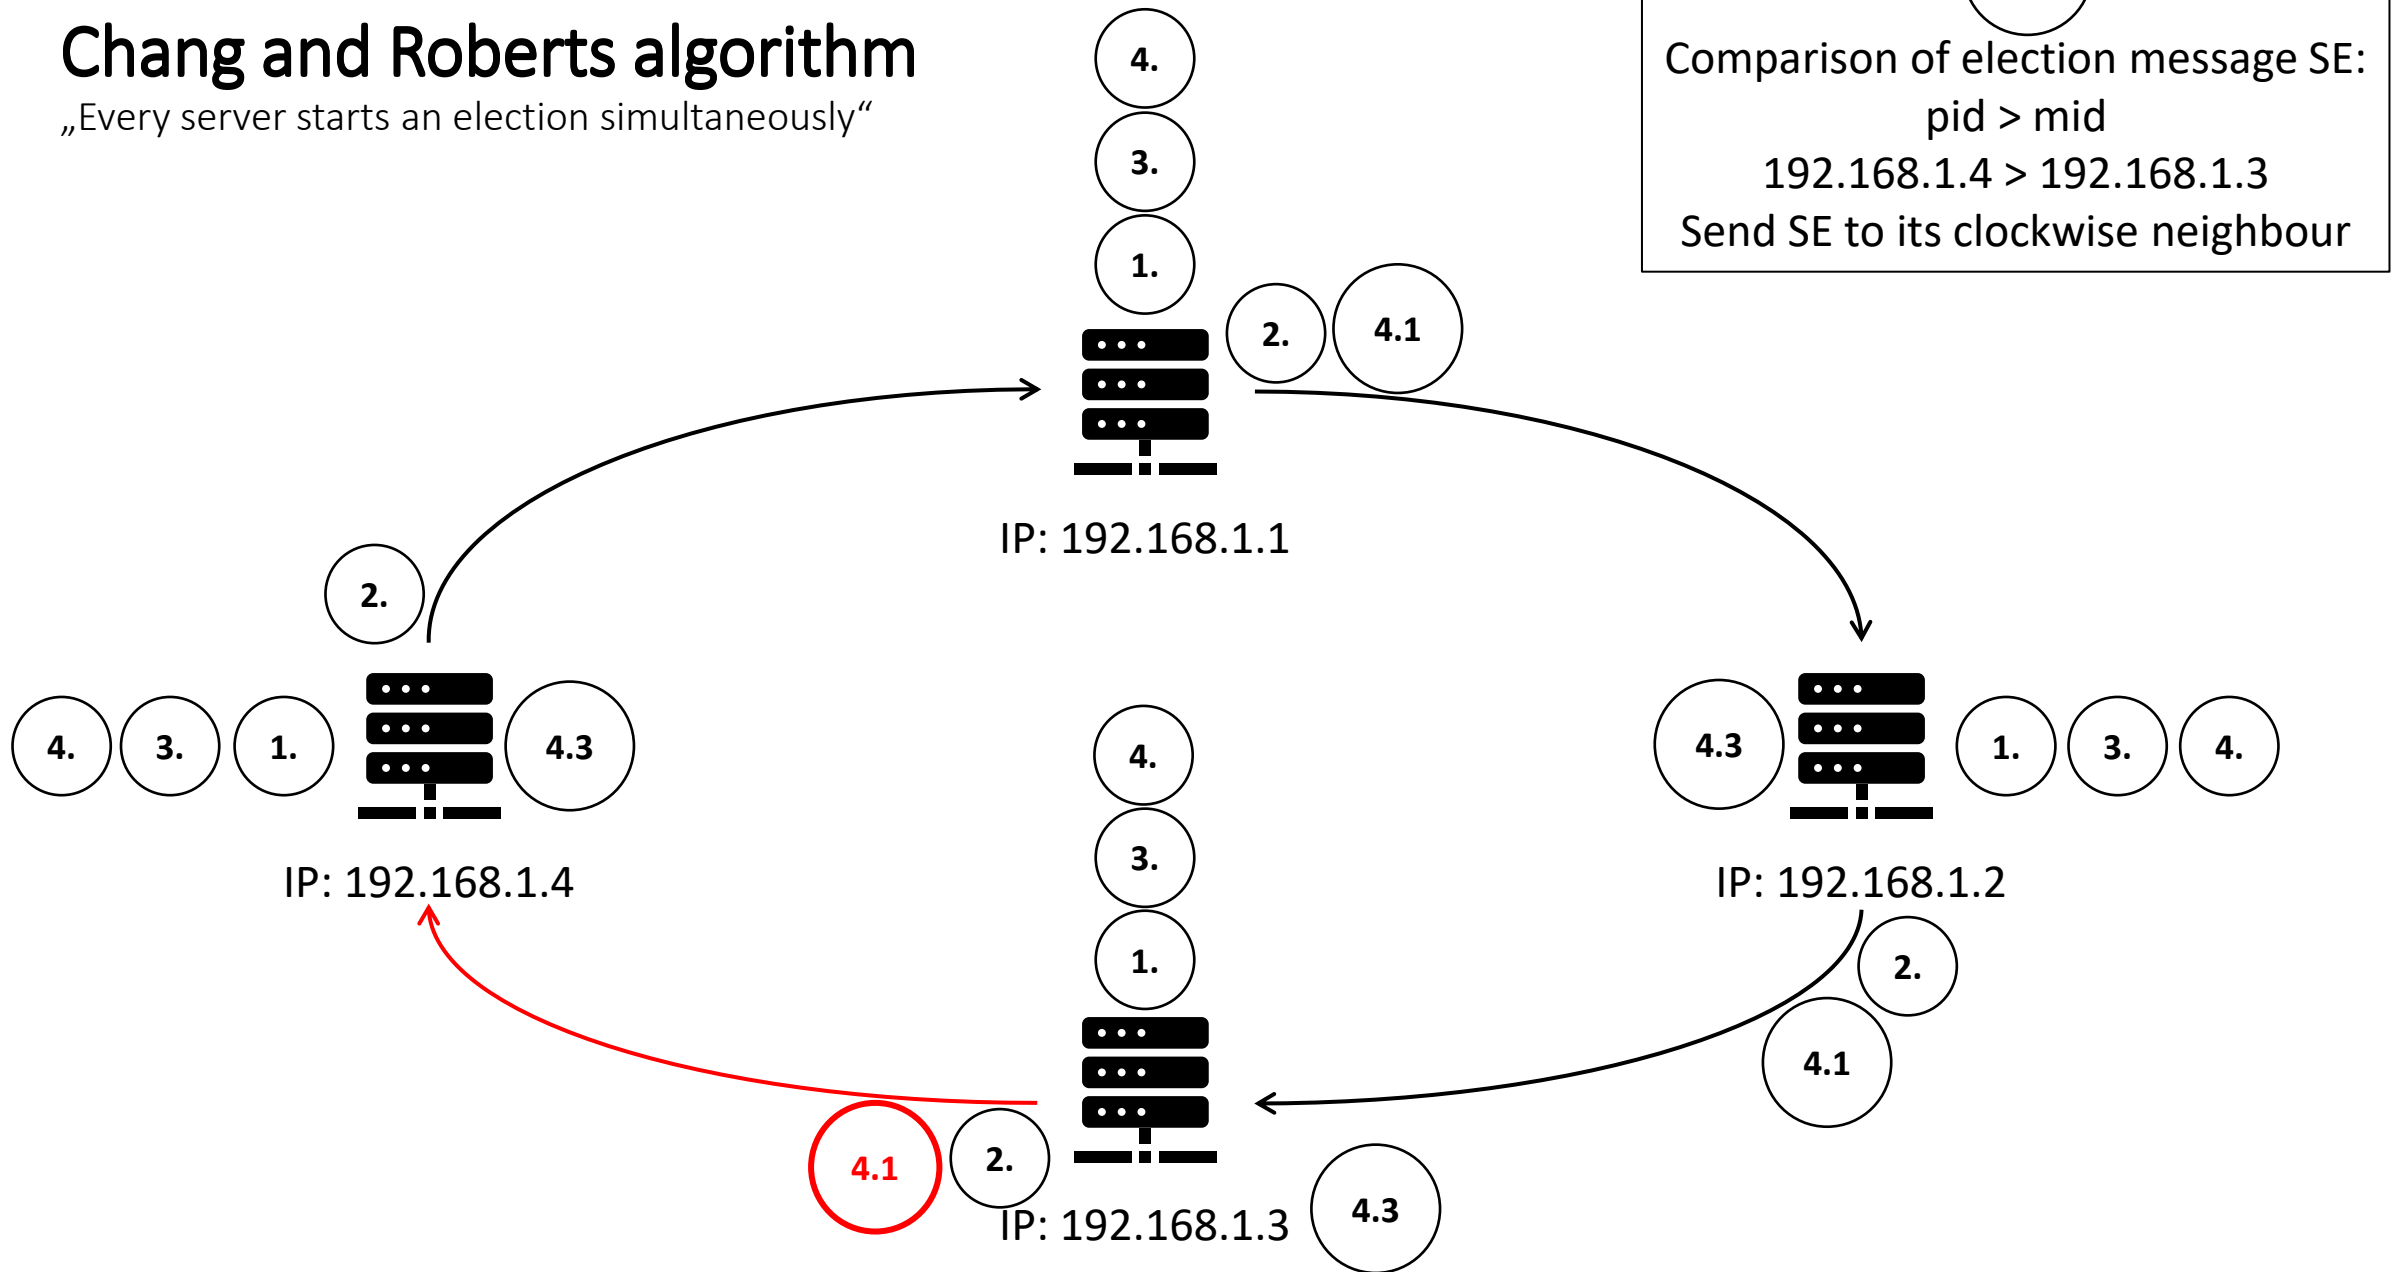 Chang and Roberts algorithm
„Every server starts an election simultaneously“
Comparison of election message SE:
pid > mid
192.168.1.4 > 192.168.1.3
Send SE to its clockwise neighbour
4.
3.
1.
2.
4.1
IP: 192.168.1.1
2.
4.
3.
1.
4.3
IP: 192.168.1.4
4.3
1.
3.
4.
IP: 192.168.1.2
2.
4.1
4.
3.
1.
4.1
2.
IP: 192.168.1.3
4.3